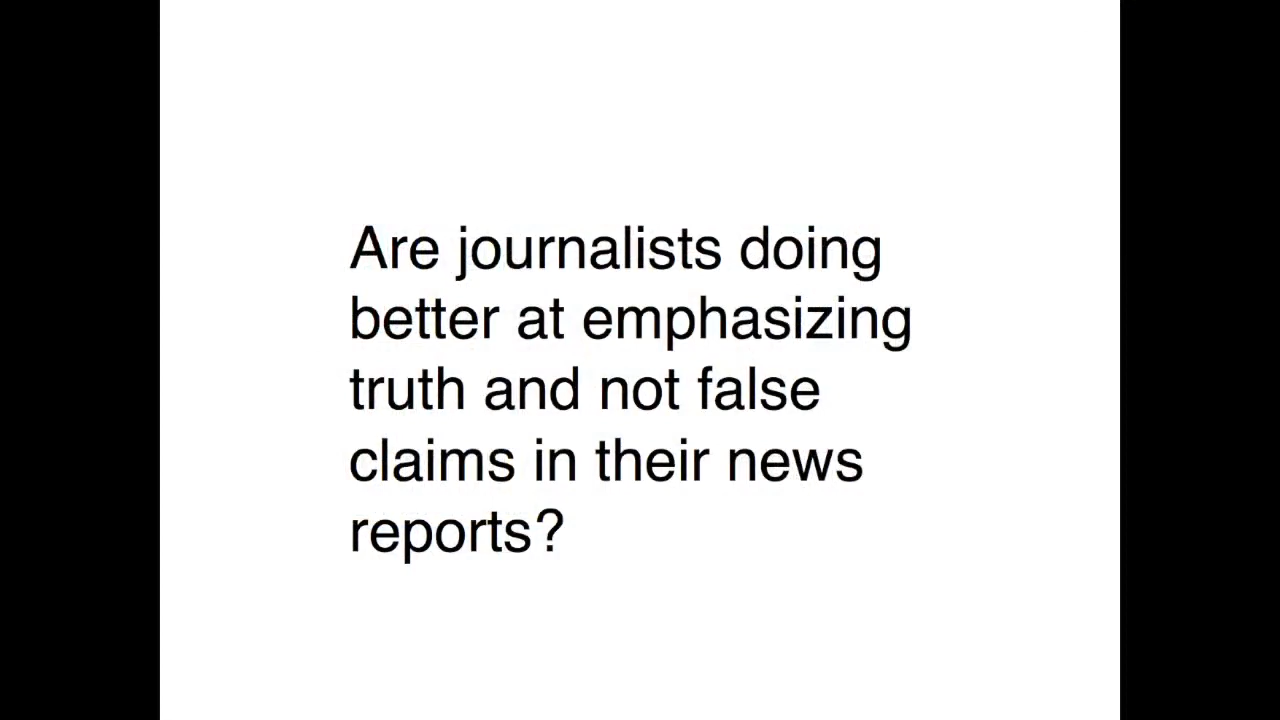 Are journalists doing
better at emphasizing
truth and not false
claims in their news
reports?